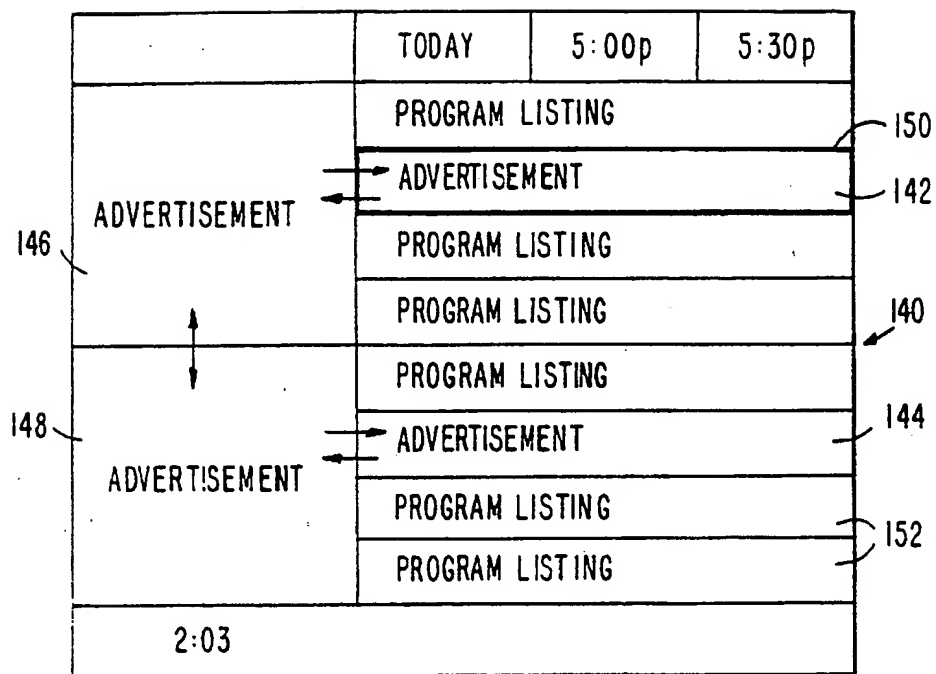 TODAY 5:00p 5:30p
PROGRAM LISTING
150
ADVERTISEMENT
142
ADVERTISEMENT
146
PROGRAM LISTING
PROGRAM LISTING
140
PROGRAM LISTING
148
ADVERTISEMENT
144
ADVERTISEMENT
PROGRAM LISTING
152
PROGRAM LISTING
2:03